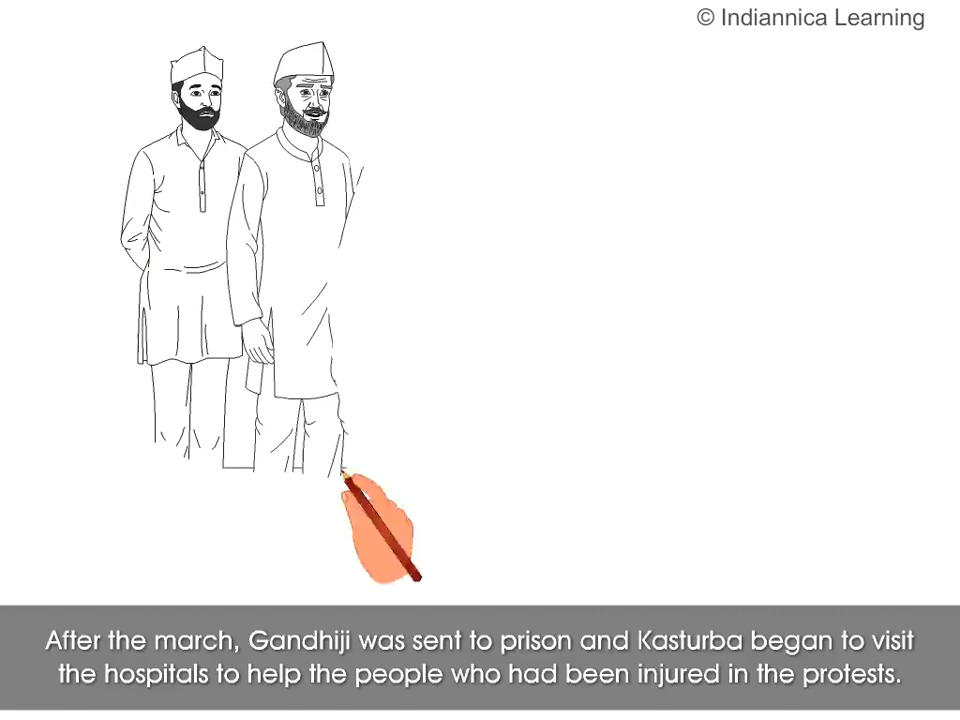 © Indiannica Learning
After the march, Gandhiji was sent to prison and Kasturba began to visit
the hospitals to help the people who had been injured in the protests.